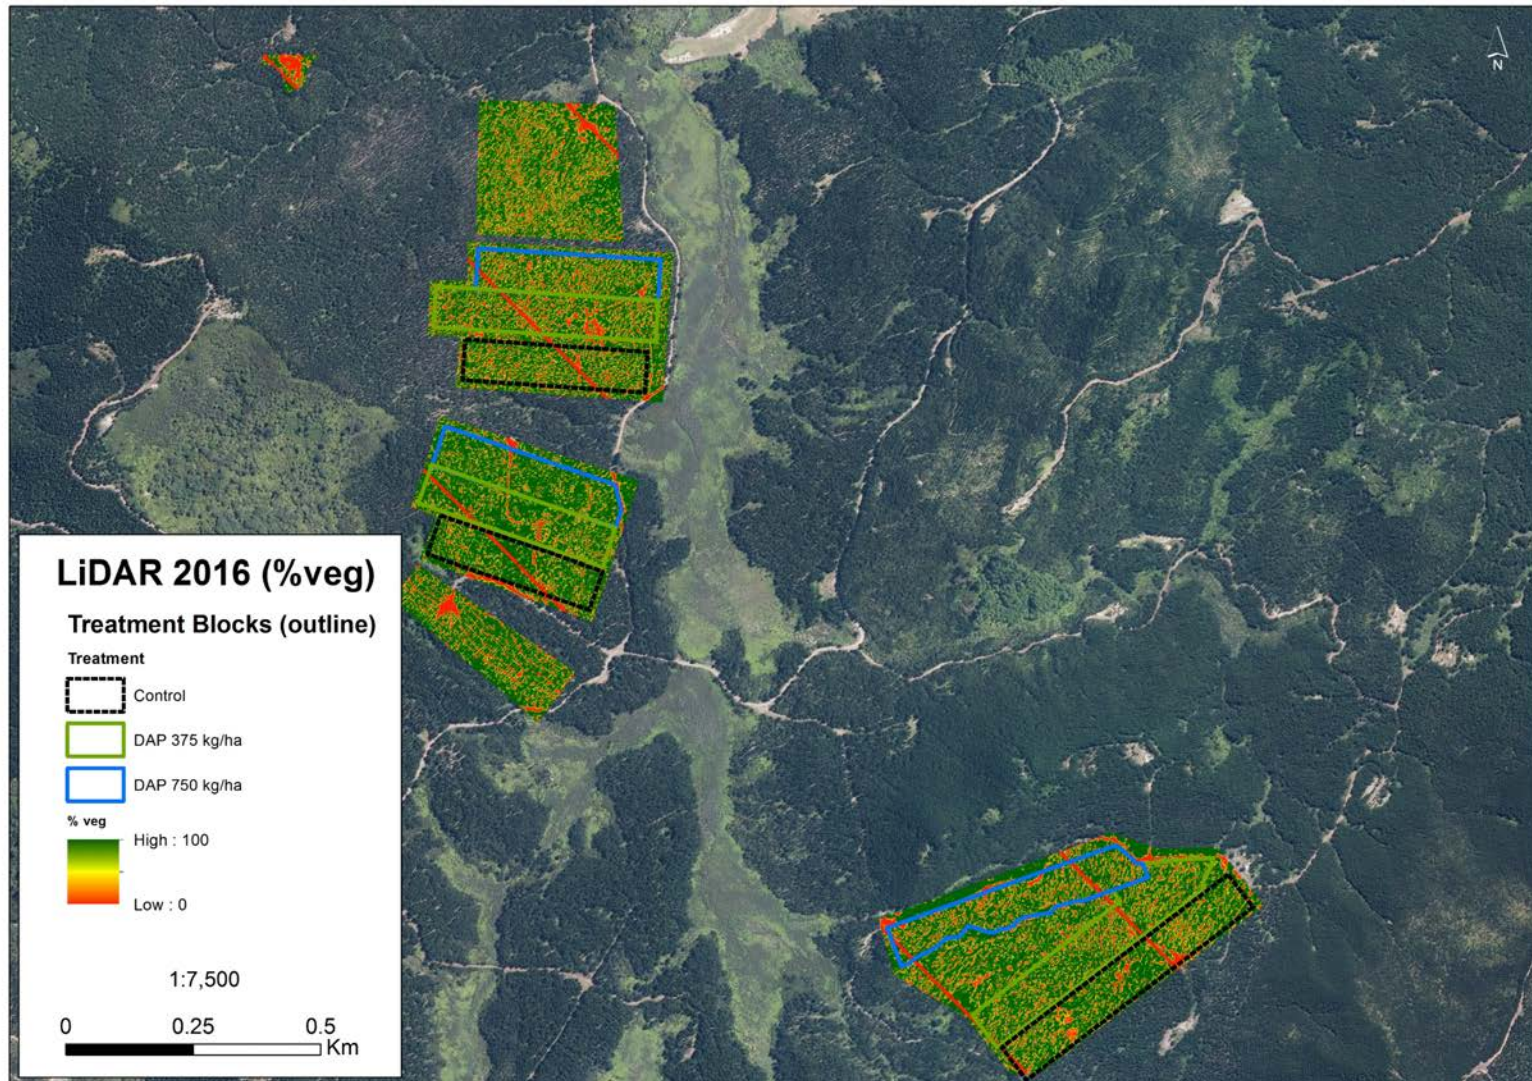 N
LiDAR 2016 (%veg)
Treatment Blocks (outline)
Treatment
Control
DAP 375 kg/ha
DAP 750 kg/ha
% veg
High : 100
Low : 0
1:7,500
0 0.25 0.5
Km